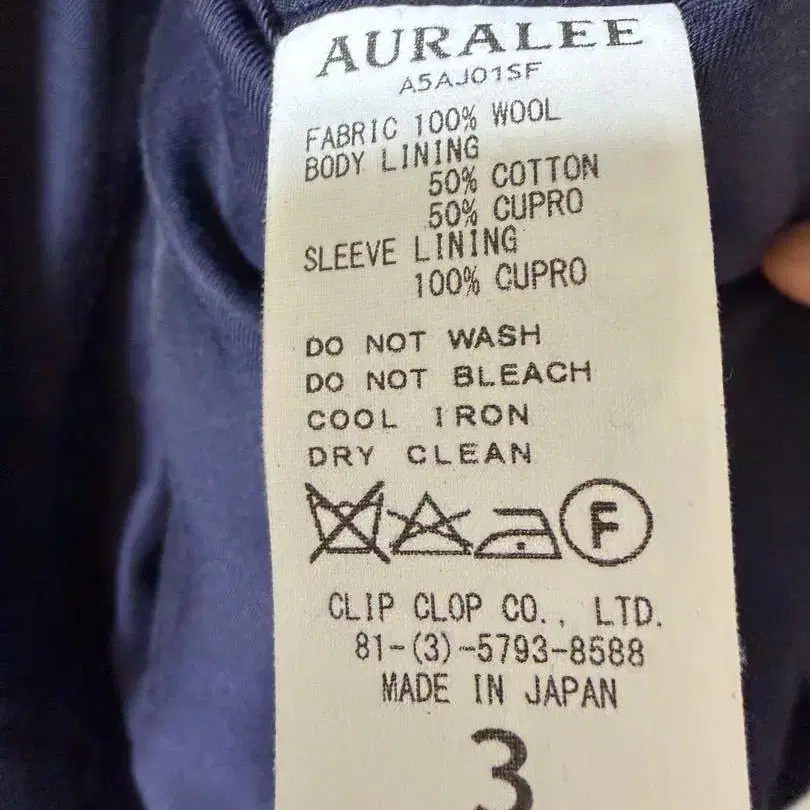 AURALEE
A5AJ01SF
FABRIC 100% WOOL
BODY LINING
50% COTTON
50% CUPRO
SLEEVE LINING
100% CUPRO
DO NOT WASH
DO NOT BLEACH
COOL IRON
DRY CLEAN
F
CLIP CLOP CO., LTD.
81-(3)-5793-8588
MADE IN JAPAN
3